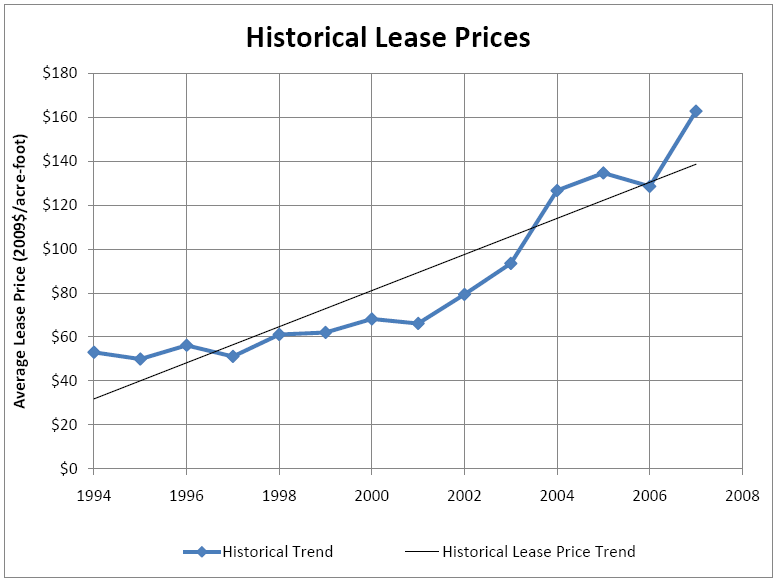 Historical Lease Prices
Average Lease Price (2009$/acre-foot)
$180
$160
$140
$120
$100
$80
$60
$40
$20
$0
1994 1996 1998 2000 2002 2004 2006 2008
Historical Trend Historical Lease Price Trend